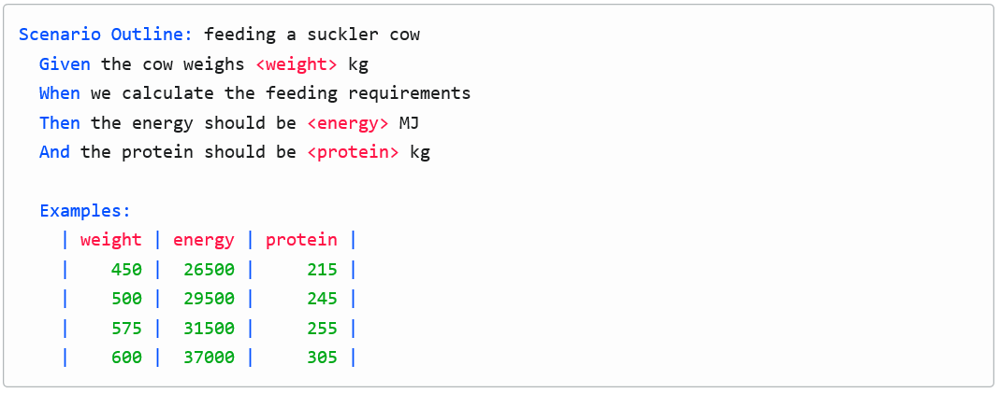 Scenario Outline: feeding a suckler cow
Given the cow weighs <weight> kg
When we calculate the feeding requirements
Then the energy should be <energy> MJ
And the protein should be <protein> kg
Examples:
| weight | energy | protein |
| 450 | 26500 | 215 |
| 500 | 29500 | 245 |
| 575 | 31500 | 255 |
| 600 | 37000 | 305 |